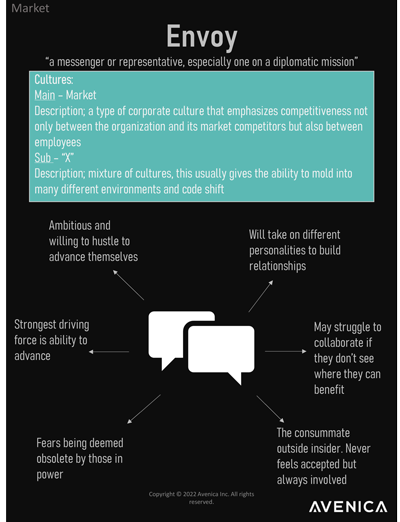 Market
Envoy
“a messenger or representative, especially one on a diplomatic mission”
Cultures:
Main – Market
Description; a type of corporate culture that emphasizes competitiveness not
only between the organization and its market competitors but also between
employees
Sub – “X”
Description; mixture of cultures, this usually gives the ability to mold into
many different environments and code shift
Ambitious and
willing to hustle to
advance themselves
Will take on different
personalities to build
relationships
Strongest driving
force is ability to
advance
May struggle to
collaborate if
they don't see
where they can
benefit
Fears being deemed
obsolete by those in
power
The consummate
outside insider. Never
feels accepted but
always involved
Copyright © 2022 Avenica Inc. All rights
reserved.
AVENICA